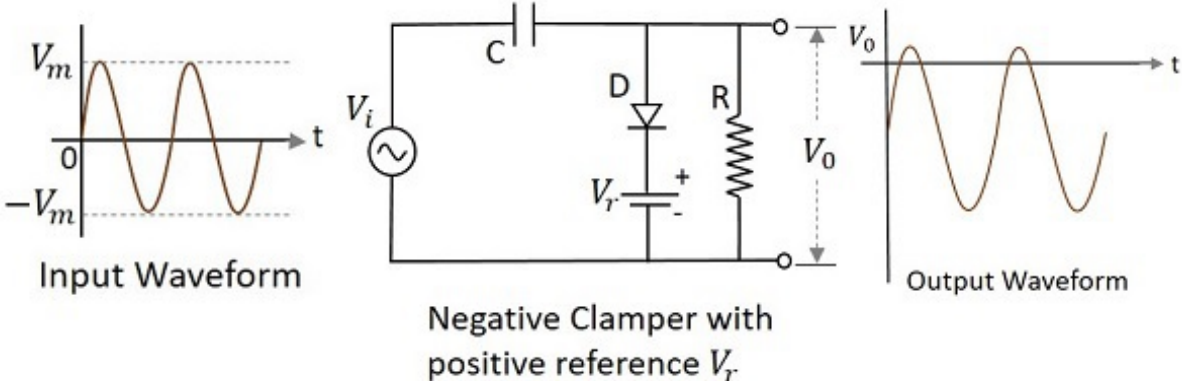 V_m
0
t
-V_m
Input Waveform
C
V_i
D
R
V_r
+
-
V_0
Negative Clamper with
positive reference V_r
V_0
t
Output Waveform